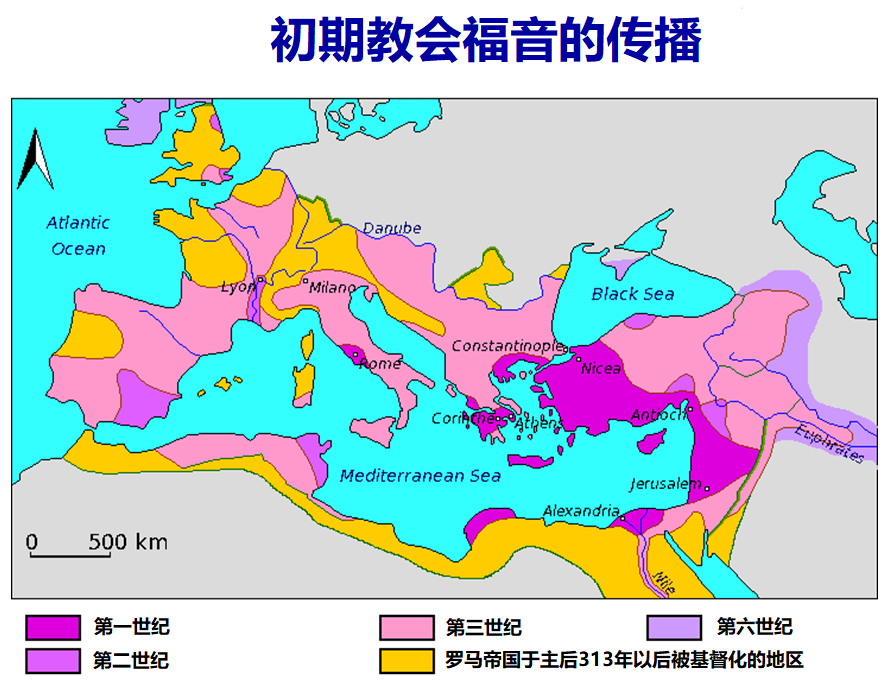 初期教会福音的传播
Atlantic
Ocean
Danube
Lyon
Milano
Black Sea
Constantinople
Nicea
Rome
Corinthe
Athens
Antioch
Euphrates
Mediterranean Sea
Jerusalem
Alexandria
0 500 km
Nile
第一世纪
第三世纪
第六世纪
第二世纪
罗马帝国于主后313年以后被基督化的地区